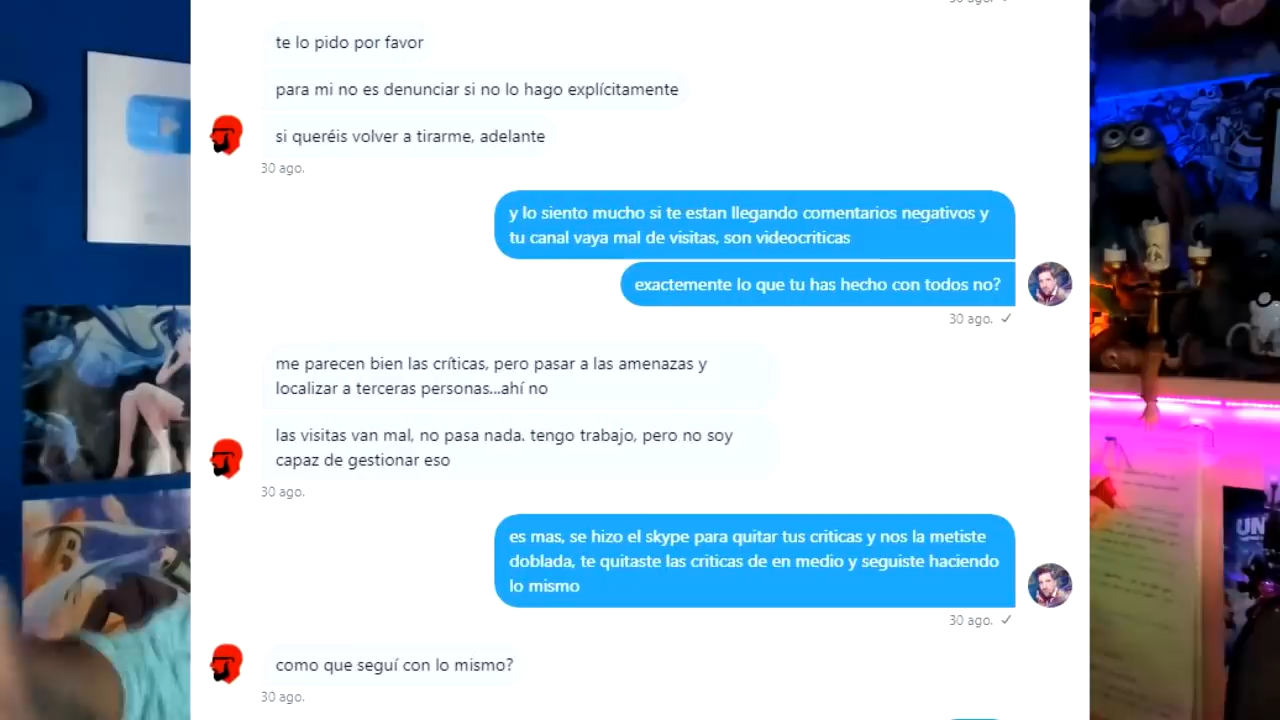 30 ago. ✓
te lo pido por favor
para mi no es denunciar si no lo hago explícitamente
si queréis volver a tirarme, adelante
30 ago.
y lo siento mucho si te estan llegando comentarios negativos y
tu canal vaya mal de visitas, son videocriticas
exactemente lo que tu has hecho con todos no?
30 ago. ✓
me parecen bien las críticas, pero pasar a las amenazas y
localizar a terceras personas...ahí no
las visitas van mal, no pasa nada. tengo trabajo, pero no soy
capaz de gestionar eso
30 ago.
es mas, se hizo el skype para quitar tus criticas y nos la metiste
doblada, te quitaste las criticas de en medio y seguiste haciendo
lo mismo
30 ago. ✓
como que seguí con lo mismo?
30 ago.
UN